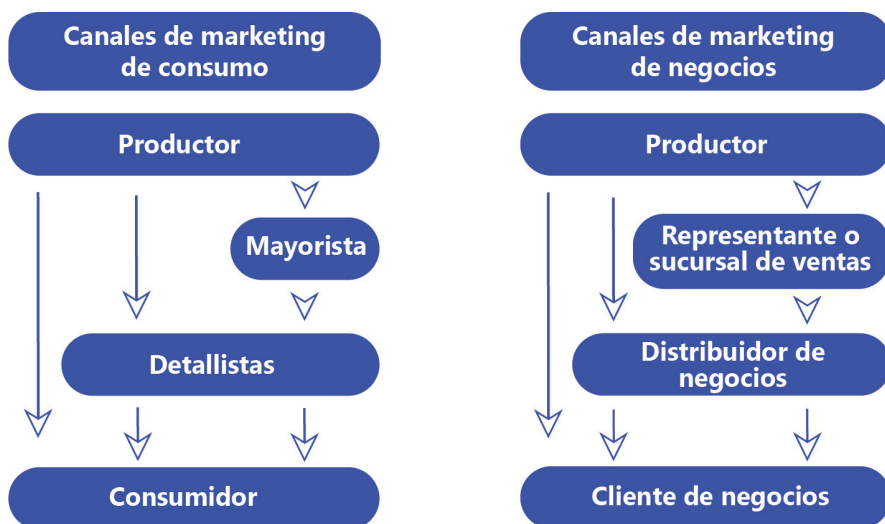 Canales de marketing
de consumo
Productor
Mayorista
Detallistas
Consumidor
Canales de marketing
de negocios
Productor
Representante o
sucursal de ventas
Distribuidor de
negocios
Cliente de negocios